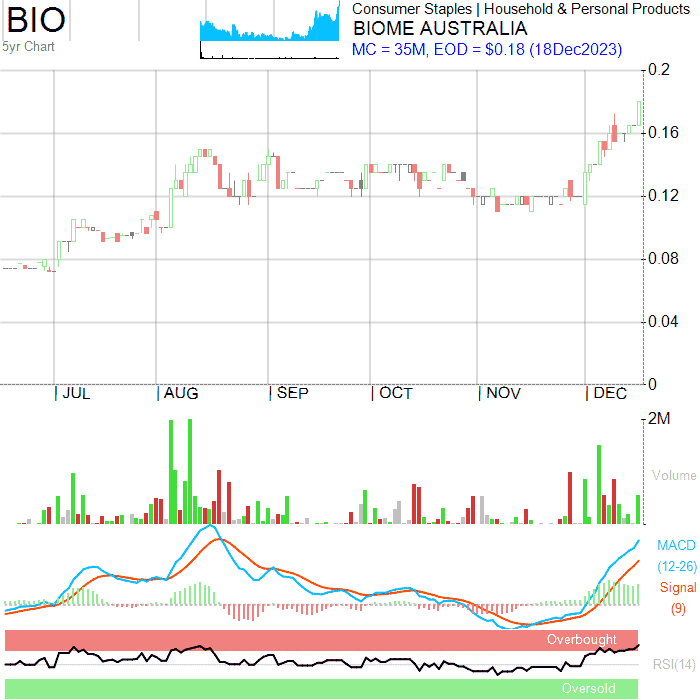 BIO
5yr Chart
Consumer Staples | Household & Personal Products
BIOME AUSTRALIA
MC = 35M, EOD = $0.18 (18Dec2023)
0.2
0.16
0.12
0.08
0.04
0
JUL AUG SEP OCT NOV DEC
2M
Volume
MACD
(12-26)
Signal
(9)
Overbought
RSI(14)
Oversold